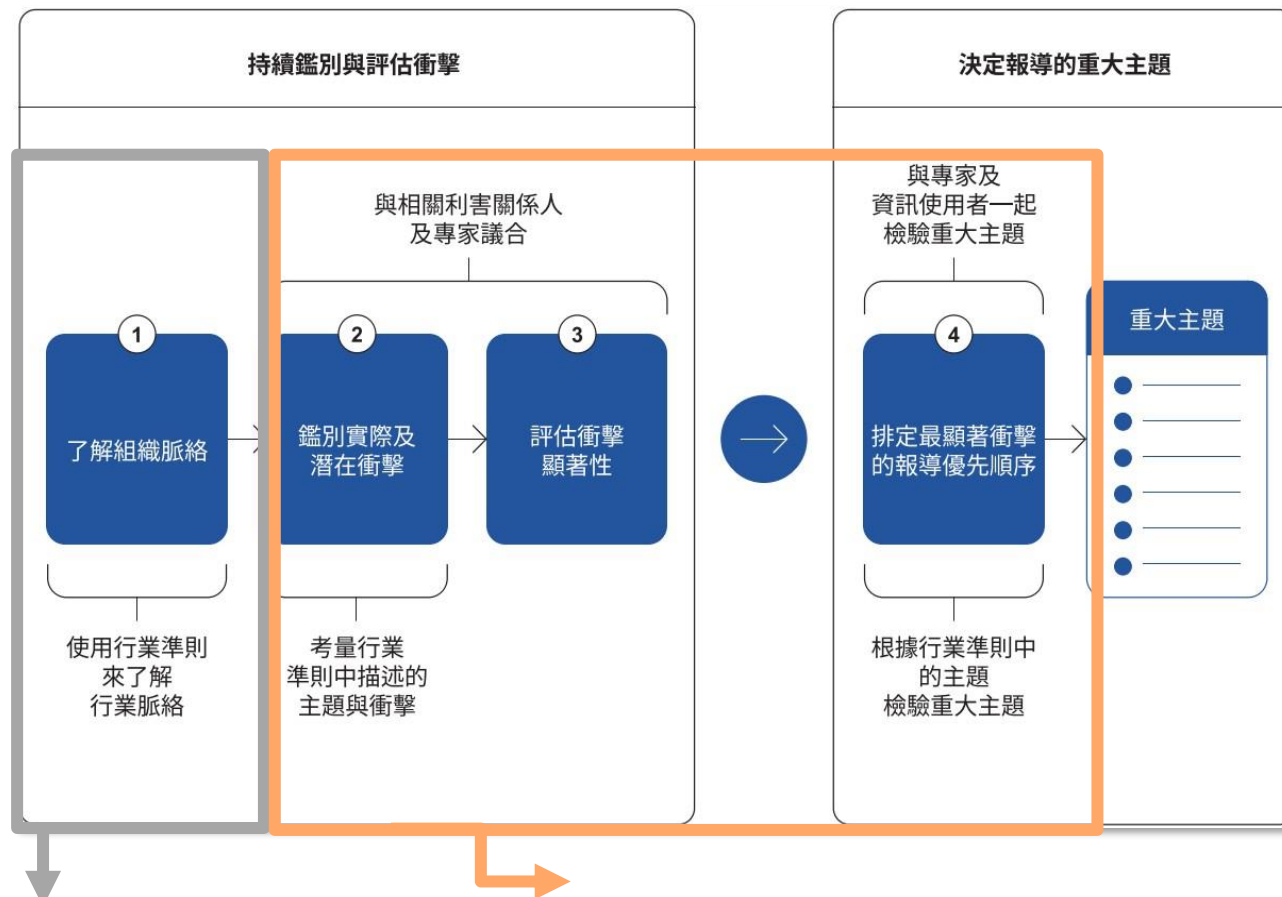 持續鑑別與評估衝擊
決定報導的重大主題
與相關利害關係人
及專家議合
與專家及
資訊使用者一起
檢驗重大主題
1
了解組織脈絡
2
鑑別實際及
潛在衝擊
3
評估衝擊
顯著性
4
排定最顯著衝擊
的報導優先順序
重大主題
使用行業準則
來了解
行業脈絡
考量行業
準則中描述的
主題與衝擊
根據行業準則中
的主題
檢驗重大主題